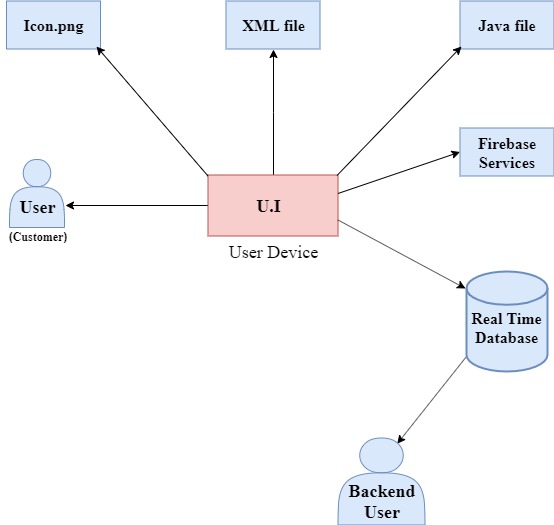 Icon.png
XML file
Java file
Firebase
Services
User
(Customer)
U.I
User Device
Real Time
Database
Backend
User